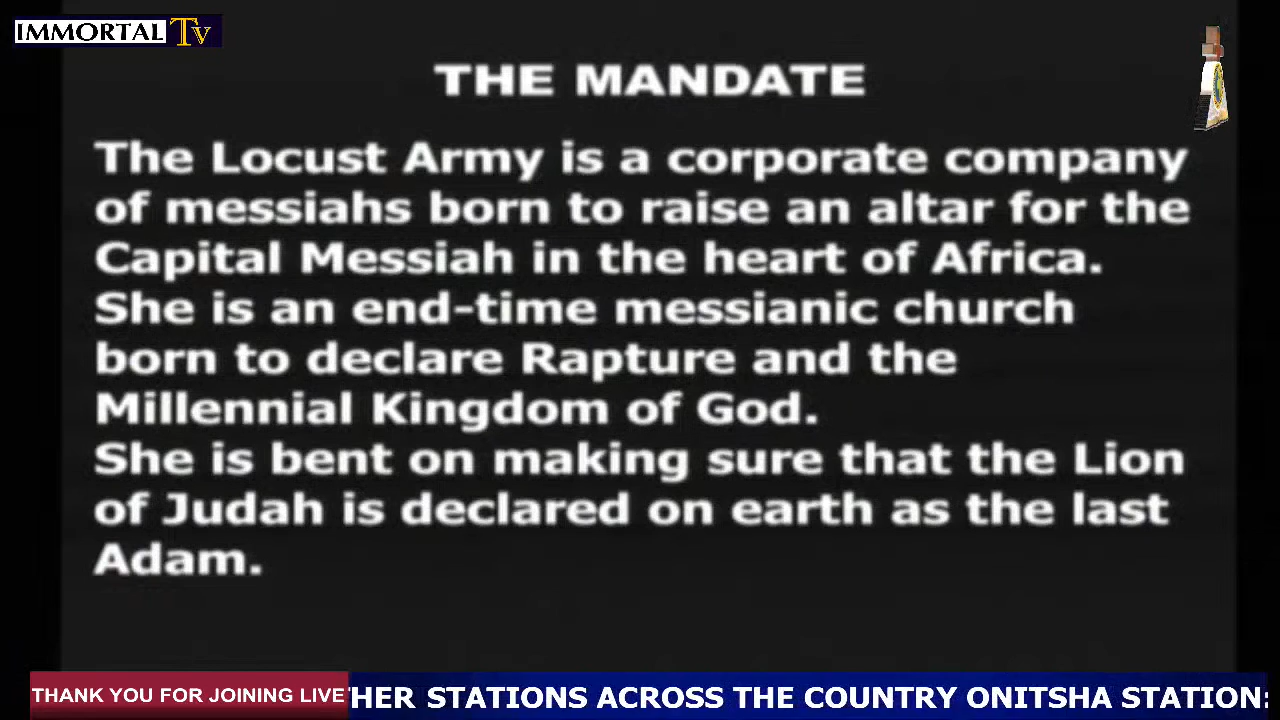 IMMORTAL Tv
THE MANDATE
The Locust Army is a corporate company
of messiahs born to raise an altar for the
Capital Messiah in the heart of Africa.
She is an end-time messianic church
born to declare Rapture and the
Millennial Kingdom of God.
She is bent on making sure that the Lion
of Judah is declared on earth as the last
Adam.
THANK YOU FOR JOINING LIVE
HER STATIONS ACROSS THE COUNTRY ONITSHA STATION: